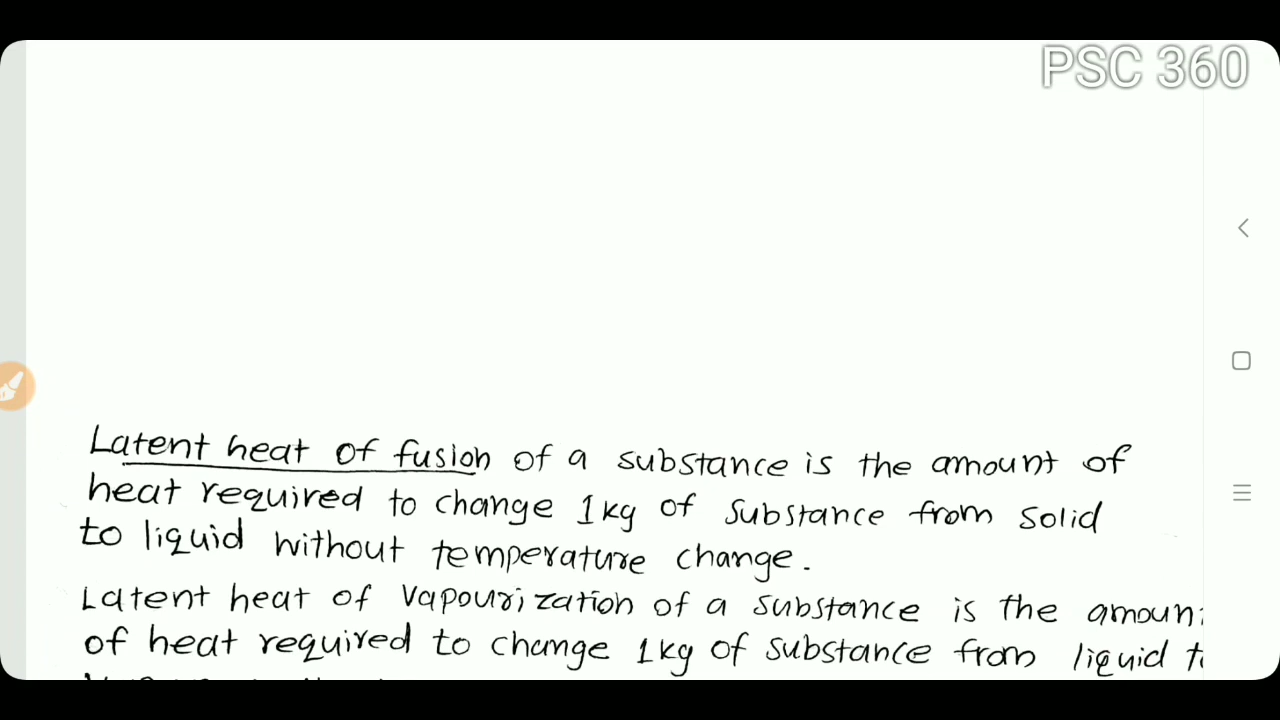 PSC 360
Latent heat of fusion of a substance is the amount of
heat required to change 1kg of substance from solid
to liquid without temperature change.
Latent heat of vapourization of a substance is the amoun
of heat required to change 1kg of substance from liquid t